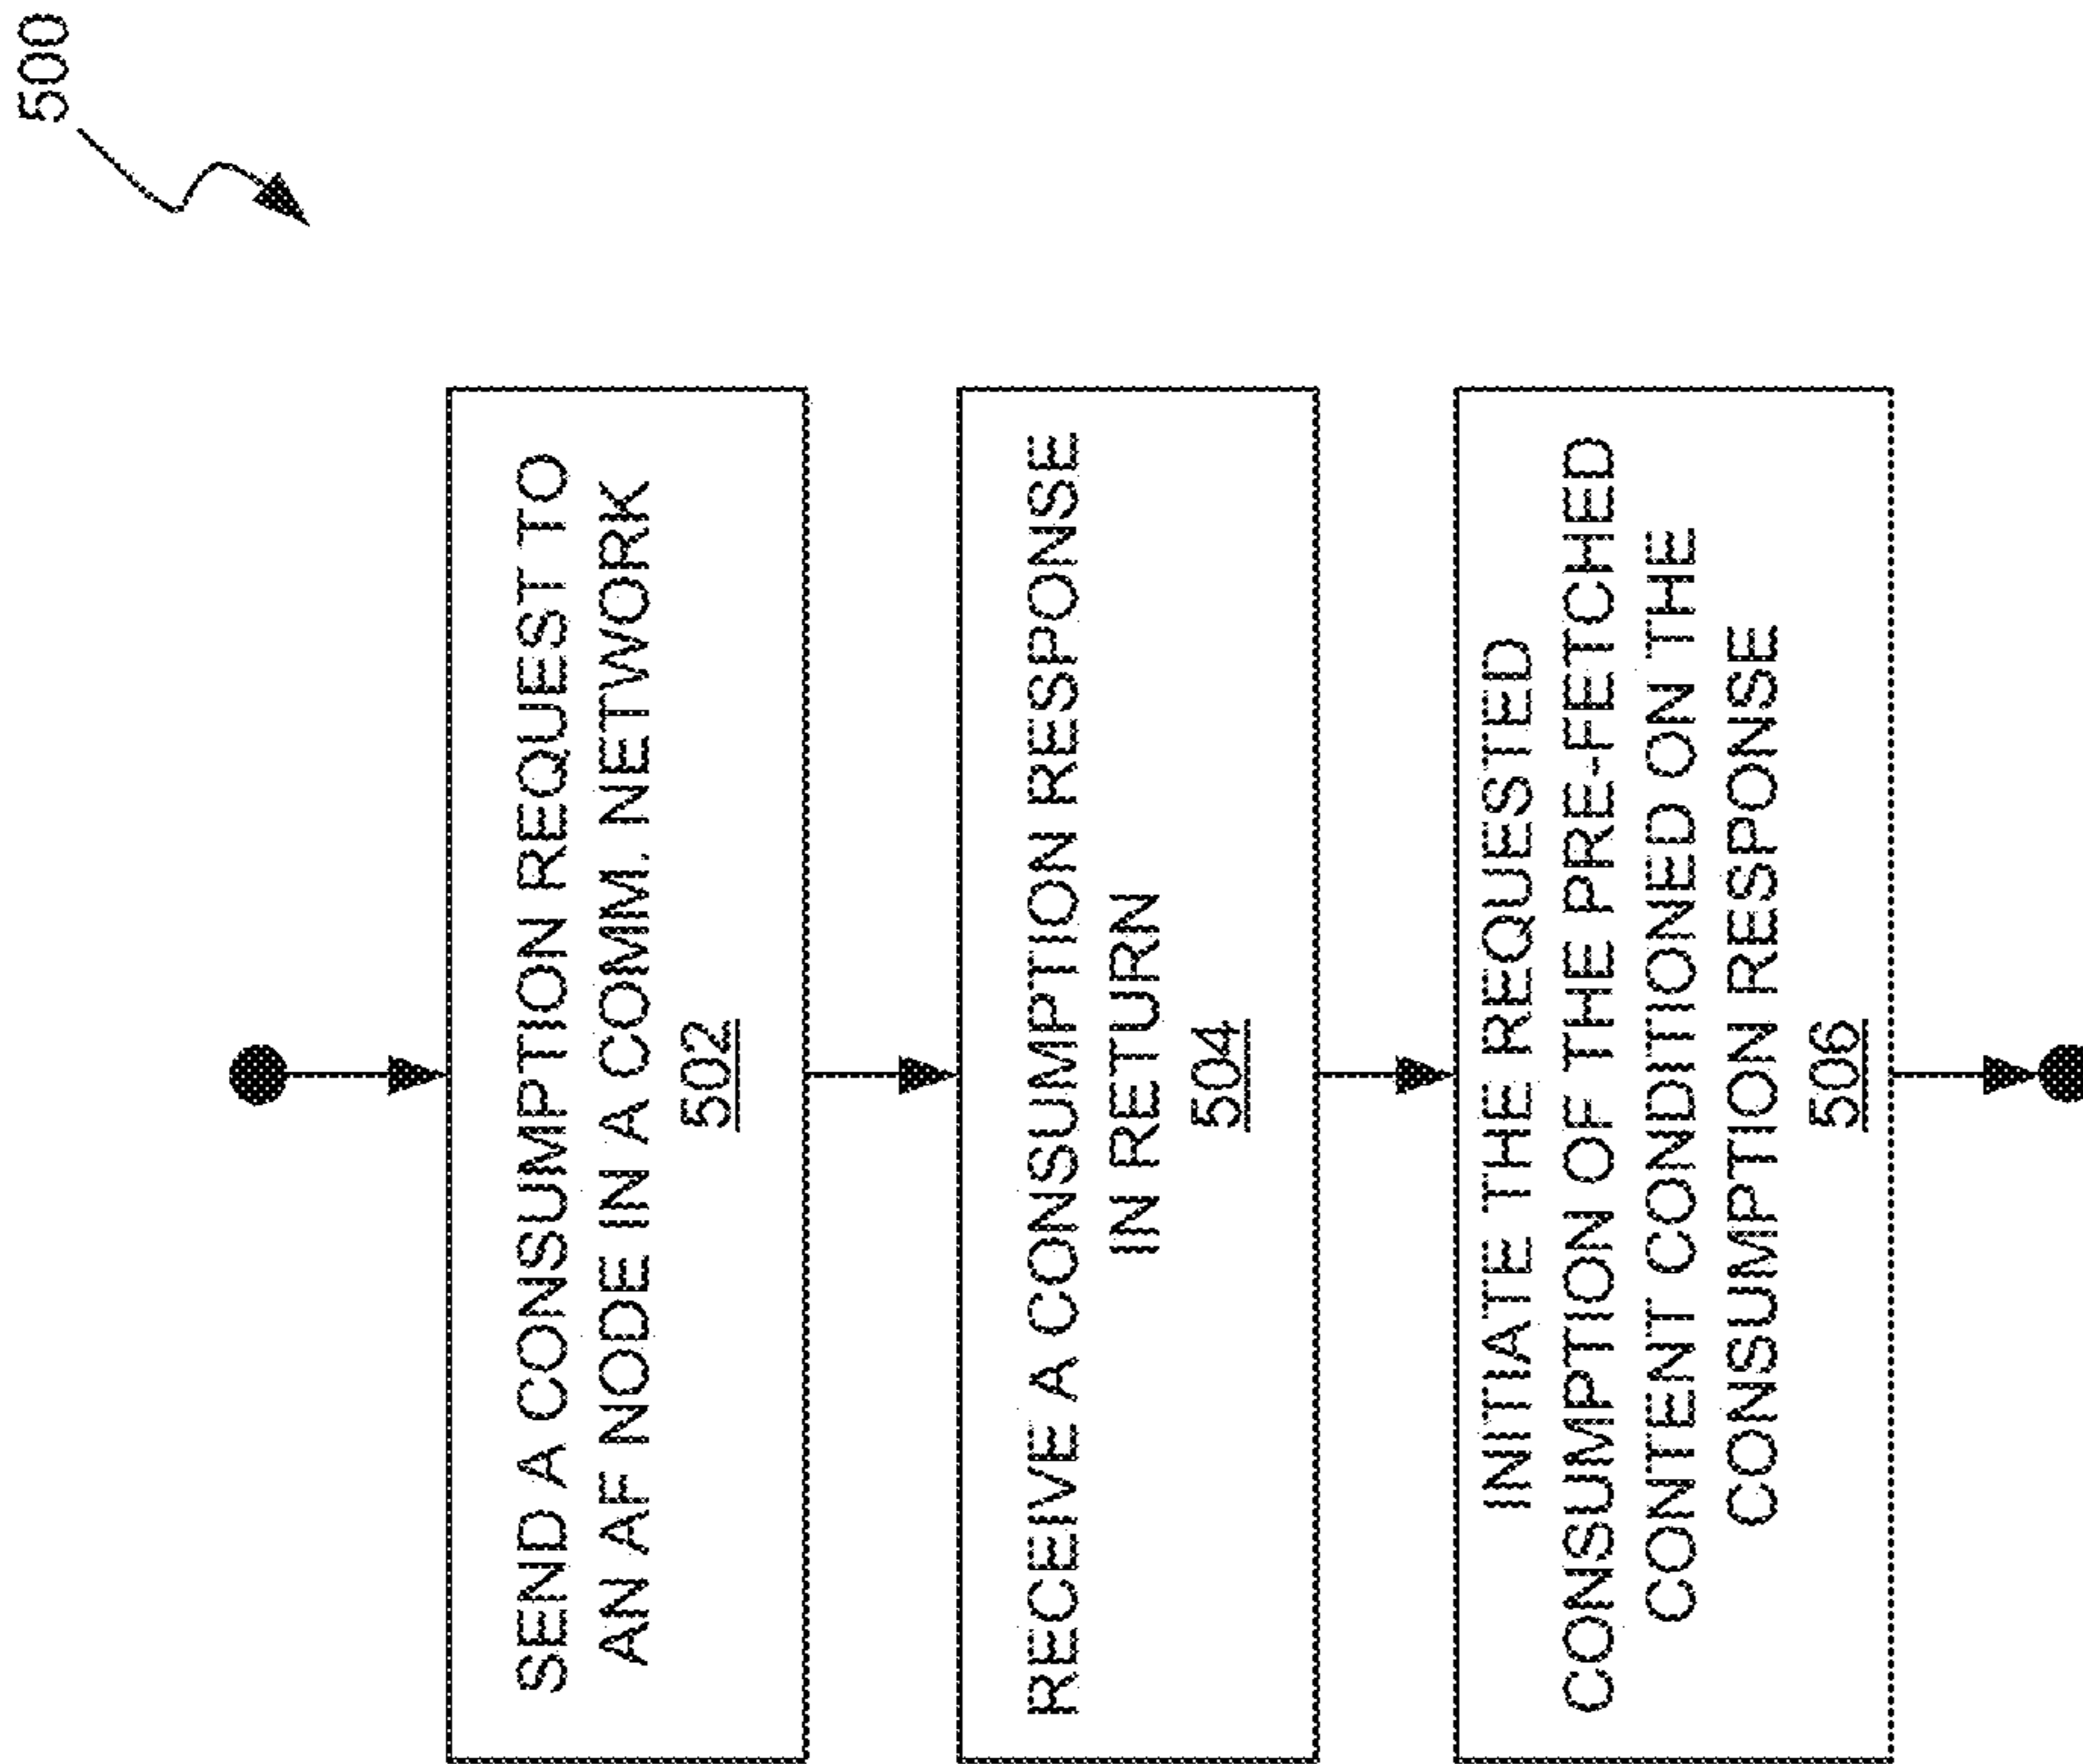 500
SEND A CONSUMPTION REQUEST TO
AN AF NODE IN A COMM. NETWORK
502
RECEIVE A CONSUMPTION RESPONSE
IN RETURN
504
INITIATE THE REQUESTED
CONSUMPTION OF THE PRE-FETCHED
CONTENT CONDITIONED ON THE
CONSUMPTION RESPONSE
506